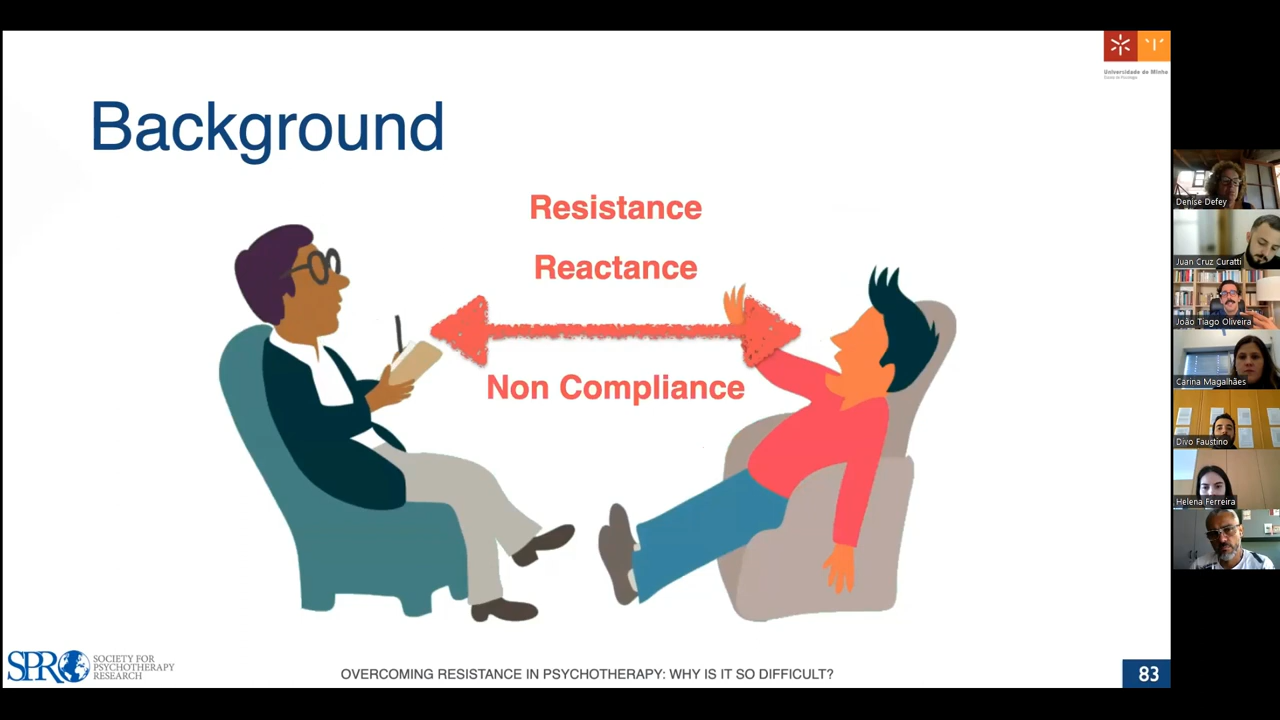 Universidade do Minho
Background
Resistance
Reactance
Non Compliance
SPR
SOCIETY FOR
PSYCHOTHERAPY
RESEARCH
OVERCOMING RESISTANCE IN PSYCHOTHERAPY: WHY IS IT SO DIFFICULT?
83
Denise Defey
Juan Cruz Curatti
João Tiago Oliveira
Carina Magalhães
Divo Faustino
Helena Ferreira